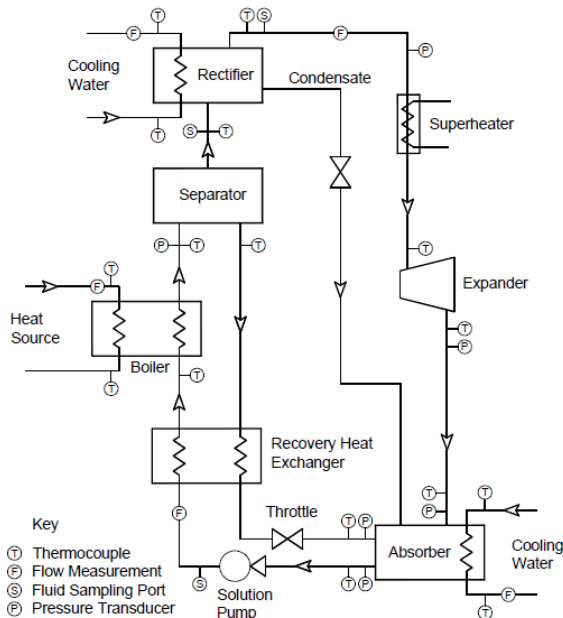 T
T
S
F
F
P
Cooling
Water
Rectifier
Condensate
T
S
T
Superheater
Separator
P
T
T
T
T
F
Expander
T
P
Heat
Source
Boiler
T
T
Recovery Heat
Exchanger
T
T
P
Throttle
F
T
P
Key
Absorber
Cooling
Water
T Thermocouple
F Flow Measurement
S Fluid Sampling Port
P Pressure Transducer
S
Solution
Pump
T
P
F
T